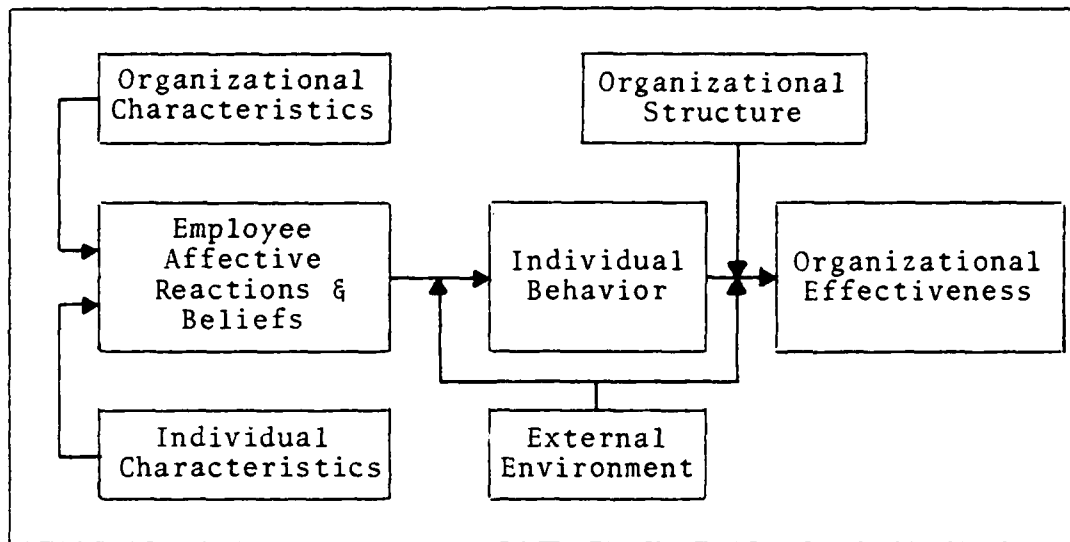 Organizational
Characteristics
Organizational
Structure
Employee
Affective
Reactions &
Beliefs
Individual
Behavior
Organizational
Effectiveness
Individual
Characteristics
External
Environment